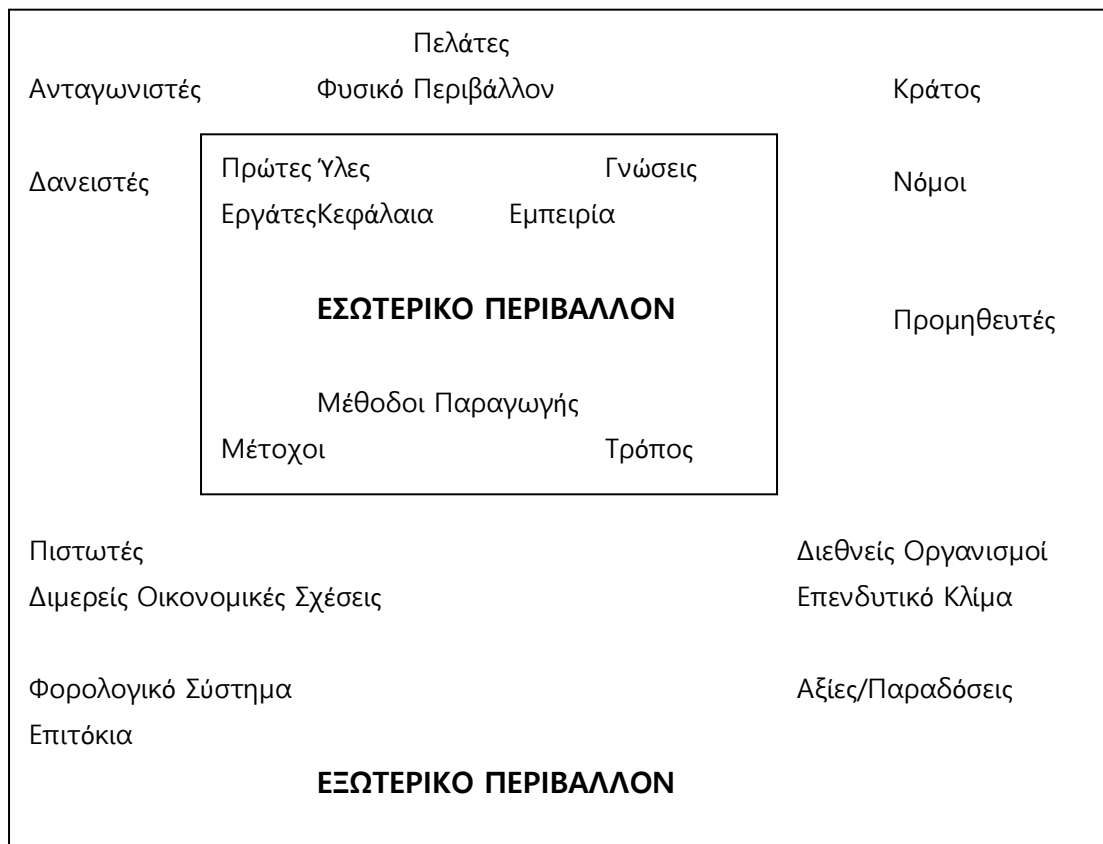 Πελάτες
Ανταγωνιστές Φυσικό Περιβάλλον Κράτος
Δανειστές Πρώτες Ύλες Γνώσεις Νόμοι
ΕργάτεςΚεφάλαια Εμπειρία
ΕΣΩΤΕΡΙΚΟ ΠΕΡΙΒΑΛΛΟΝ
Προμηθευτές
Μέθοδοι Παραγωγής
Μέτοχοι Τρόπος
Πιστωτές Διεθνείς Οργανισμοί
Διμερείς Οικονομικές Σχέσεις Επενδυτικό Κλίμα
Φορολογικό Σύστημα Αξίες/Παραδόσεις
Επιτόκια
ΕΞΩΤΕΡΙΚΟ ΠΕΡΙΒΑΛΛΟΝ